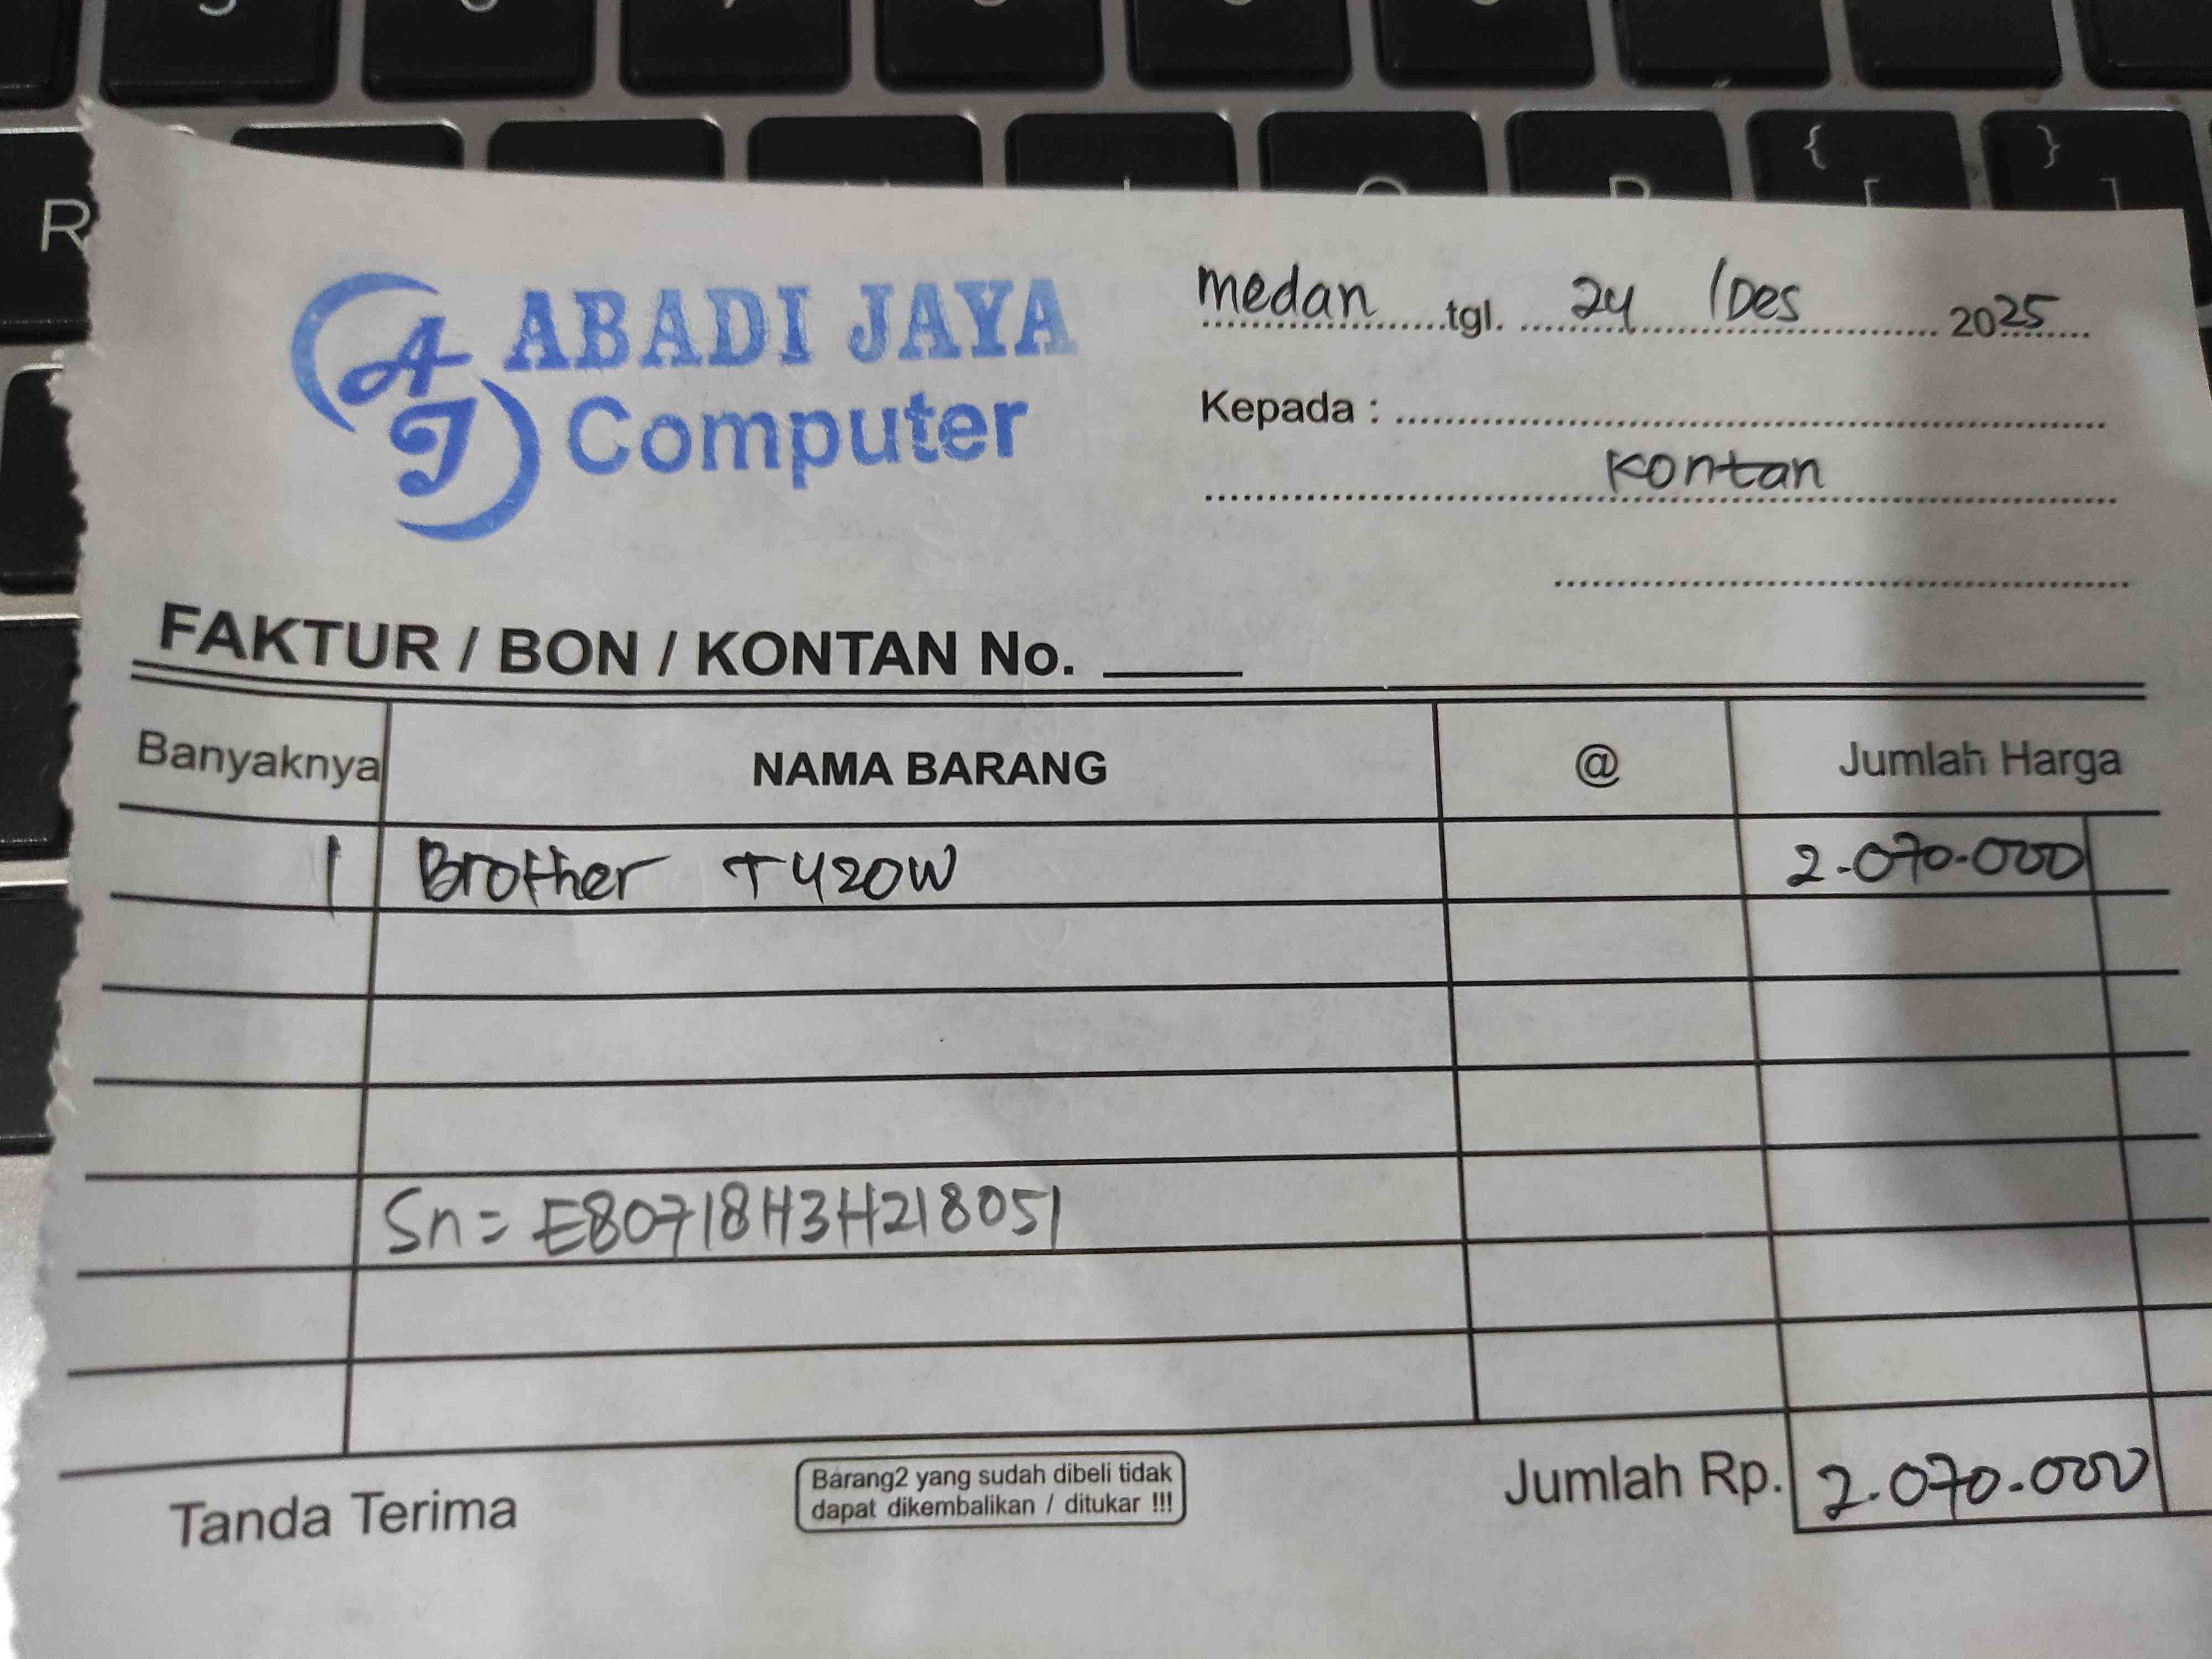 R
{
[
}
]
ABADI JAYA
Computer
AJ
medan tgl. 24 /Des 2025
Kepada :
Kontan
FAKTUR / BON / KONTAN No.
Banyaknya NAMA BARANG @ Jumlah Harga
1 Brother T420W 2.070.000
Sn = E80718H3H218051
Tanda Terima
Barang2 yang sudah dibeli tidak
dapat dikembalikan / ditukar !!!
Jumlah Rp. 2.070.000